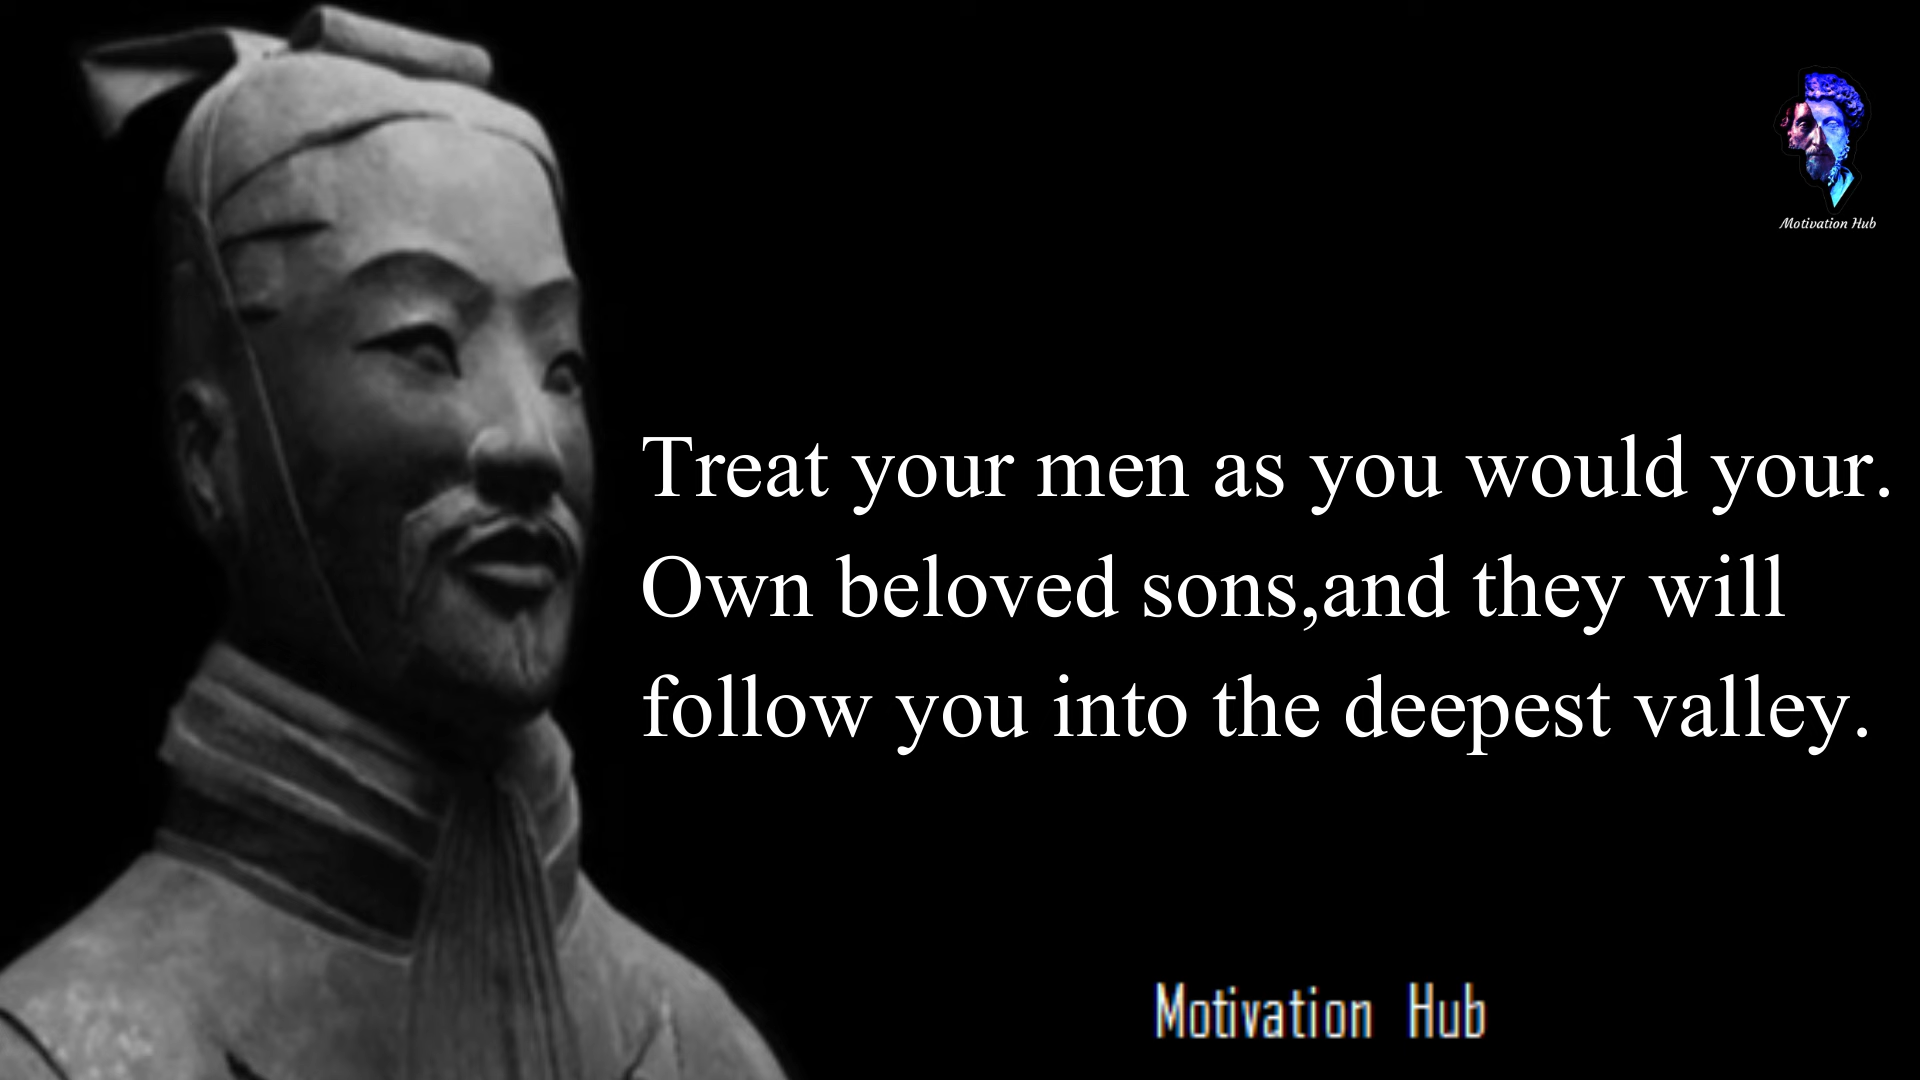 Motivation Hub
Treat your men as you would your.
Own beloved sons,and they will
follow you into the deepest valley.
Motivation Hub